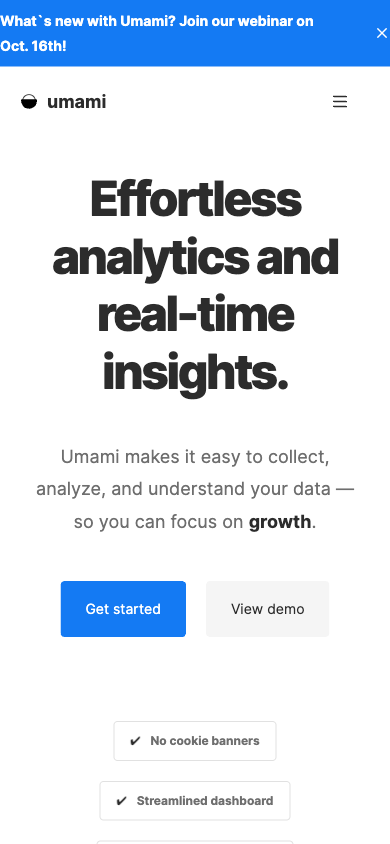 What`s new with Umami? Join our webinar on
Oct. 16th!
umami
Effortless
analytics and
real-time
insights.
Umami makes it easy to collect,
analyze, and understand your data —
so you can focus on growth.
Get started
View demo
✔ No cookie banners
✔ Streamlined dashboard